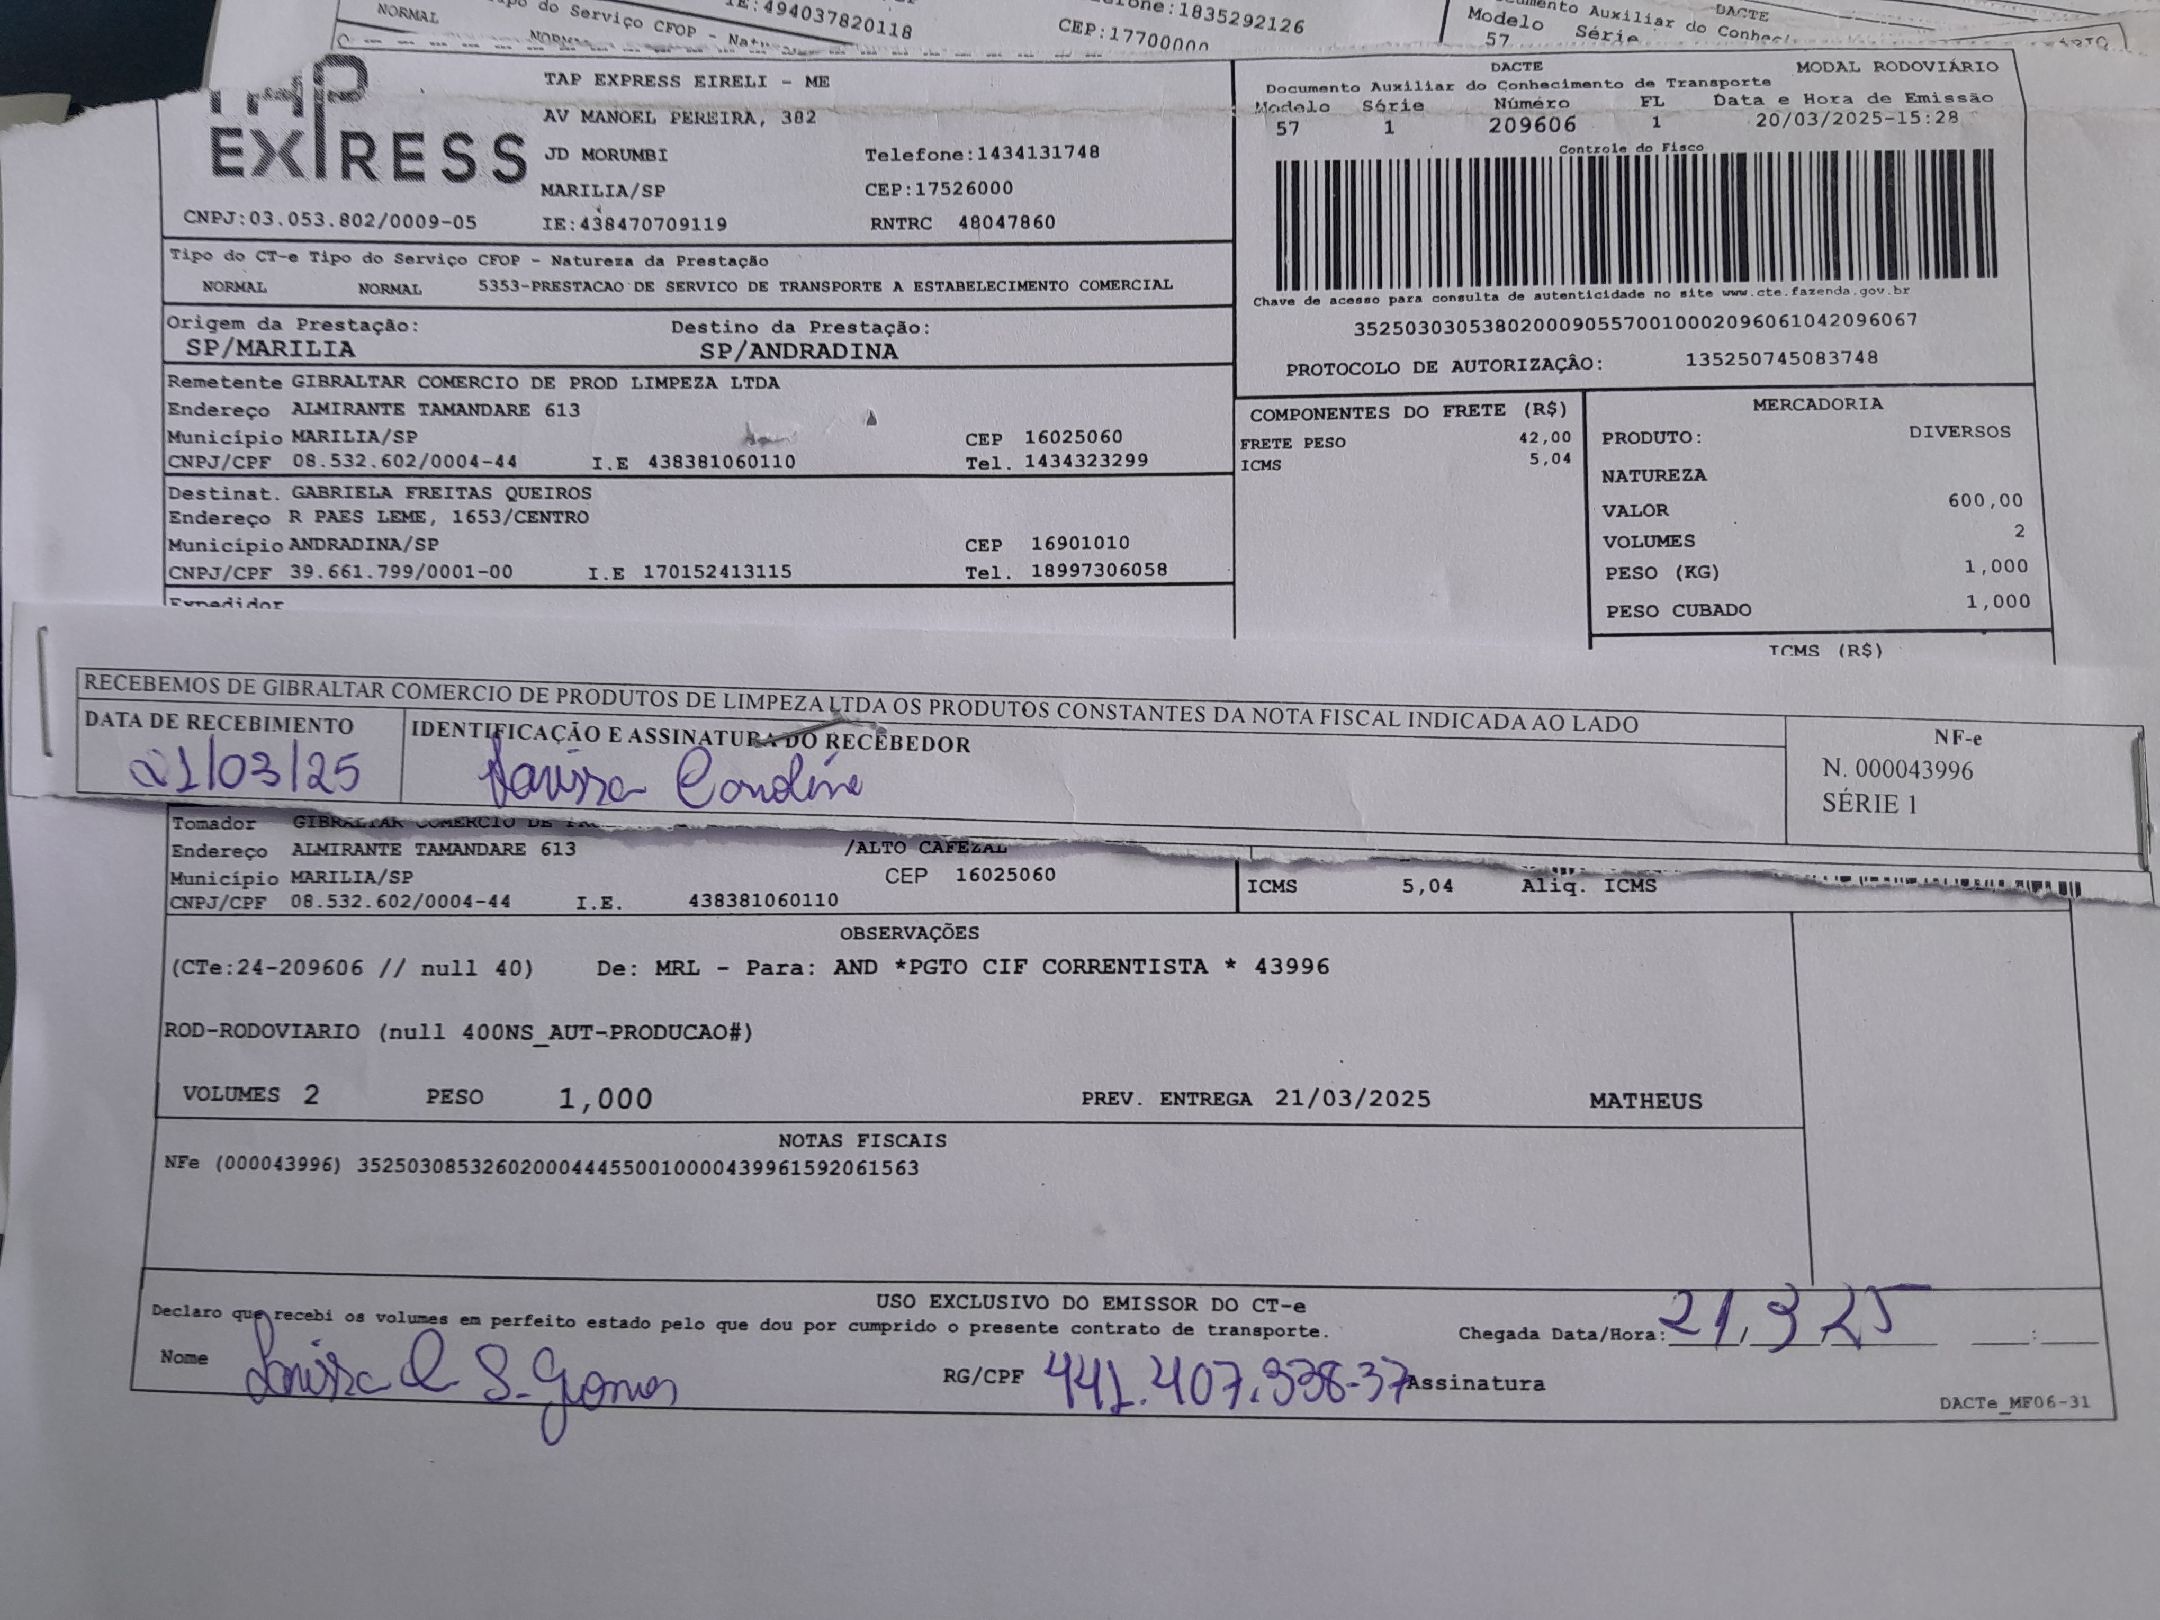 NORMAL
do Serviço CFOP - Nat
IE:494037820118
CEP:17700000
one:1835292126
DACTE
Modelo Série
57
TAP
EXPRESS
TAP EXPRESS EIRELI - ME
AV MANOEL PEREIRA, 382
JD MORUMBI Telefone:1434131748
MARILIA/SP CEP:17526000
CNPJ:03.053.802/0009-05 IE:438470709119 RNTRC 48047860
DACTE MODAL RODOVIÁRIO
Documento Auxiliar do Conhecimento de Transporte
Modelo Série Número FL Data e Hora de Emissão
57 1 209606 1 20/03/2025-15:28
Controle do Fisco
Chave de acesso para consulta de autenticidade no site www.cte.fazenda.gov.br
35250303053802000905570010002096061042096067
PROTOCOLO DE AUTORIZAÇÃO: 135250745083748
Tipo do CT-e Tipo do Serviço CFOP - Natureza da Prestação
NORMAL NORMAL 5353-PRESTACAO DE SERVICO DE TRANSPORTE A ESTABELECIMENTO COMERCIAL
Origem da Prestação: Destino da Prestação:
SP/MARILIA SP/ANDRADINA
Remetente GIBRALTAR COMERCIO DE PROD LIMPEZA LTDA
Endereço ALMIRANTE TAMANDARE 613
Município MARILIA/SP CEP 16025060
CNPJ/CPF 08.532.602/0004-44 I.E 438381060110 Tel. 1434323299
Destinat. GABRIELA FREITAS QUEIROS
Endereço R PAES LEME, 1653/CENTRO
Município ANDRADINA/SP CEP 16901010
CNPJ/CPF 39.661.799/0001-00 I.E 170152413115 Tel. 18997306058
Expedidor
COMPONENTES DO FRETE (R$)
FRETE PESO 42,00
ICMS 5,04
MERCADORIA
PRODUTO: DIVERSOS
NATUREZA
VALOR 600,00
VOLUMES 2
PESO (KG) 1,000
PESO CUBADO 1,000
ICMS (R$)
RECEBEMOS DE GIBRALTAR COMERCIO DE PRODUTOS DE LIMPEZA LTDA OS PRODUTOS CONSTANTES DA NOTA FISCAL INDICADA AO LADO
DATA DE RECEBIMENTO IDENTIFICAÇÃO E ASSINATURA DO RECEBEDOR
21/03/25 Larissa Caroline
NF-e
N. 000043996
SÉRIE 1
Tomador GIBRALTAR COMERCIO DE
Endereço ALMIRANTE TAMANDARE 613 /ALTO CAFEZAL
Município MARILIA/SP CEP 16025060
CNPJ/CPF 08.532.602/0004-44 I.E. 438381060110
ICMS 5,04 Aliq. ICMS
OBSERVAÇÕES
(CTe:24-209606 // null 40) De: MRL - Para: AND *PGTO CIF CORRENTISTA * 43996
ROD-RODOVIARIO (null 400NS_AUT-PRODUCAO#)
VOLUMES 2 PESO 1,000 PREV. ENTREGA 21/03/2025 MATHEUS
NOTAS FISCAIS
NFe (000043996) 35250308532602000444550010000439961592061563
USO EXCLUSIVO DO EMISSOR DO CT-e
Declaro que recebi os volumes em perfeito estado pelo que dou por cumprido o presente contrato de transporte.
Chegada Data/Hora: 21/3/25 :
Nome Larissa C S. Gomes RG/CPF 441.407.338-37 Assinatura
DACTe_MF06-31